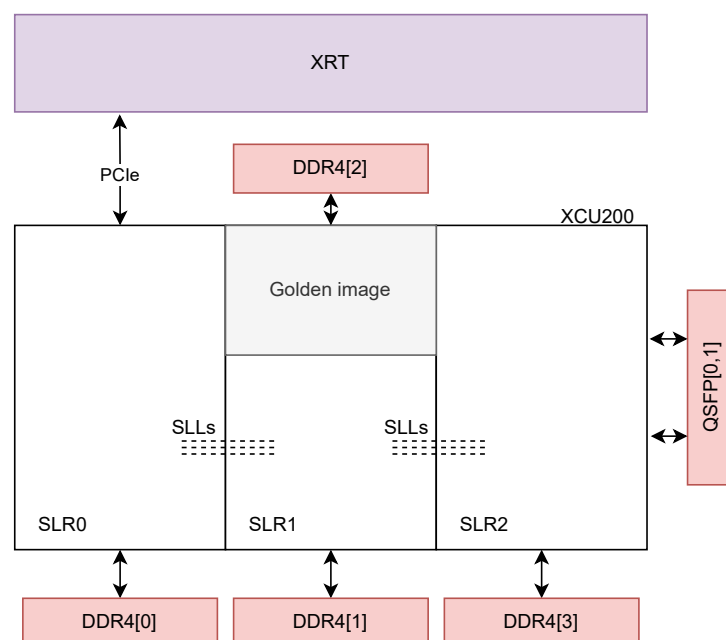 XRT
PCIe
DDR4[2]
XCU200
Golden image
QSFP[0,1]
SLLs
SLLs
SLR0
SLR1
SLR2
DDR4[0]
DDR4[1]
DDR4[3]